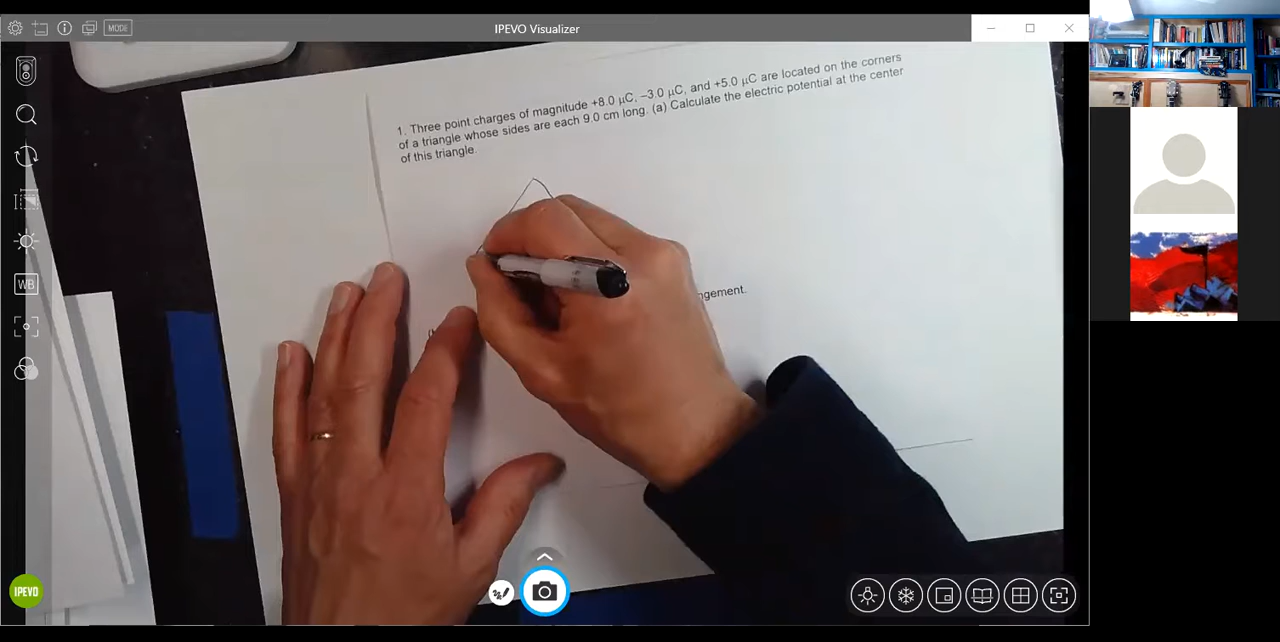 IPEVO Visualizer
MODE
1. Three point charges of magnitude +8.0 μC, –3.0 μC, and +5.0 μC are located on the corners
of a triangle whose sides are each 9.0 cm long. (a) Calculate the electric potential at the center
of this triangle.
ngement.
WB
IPEVO